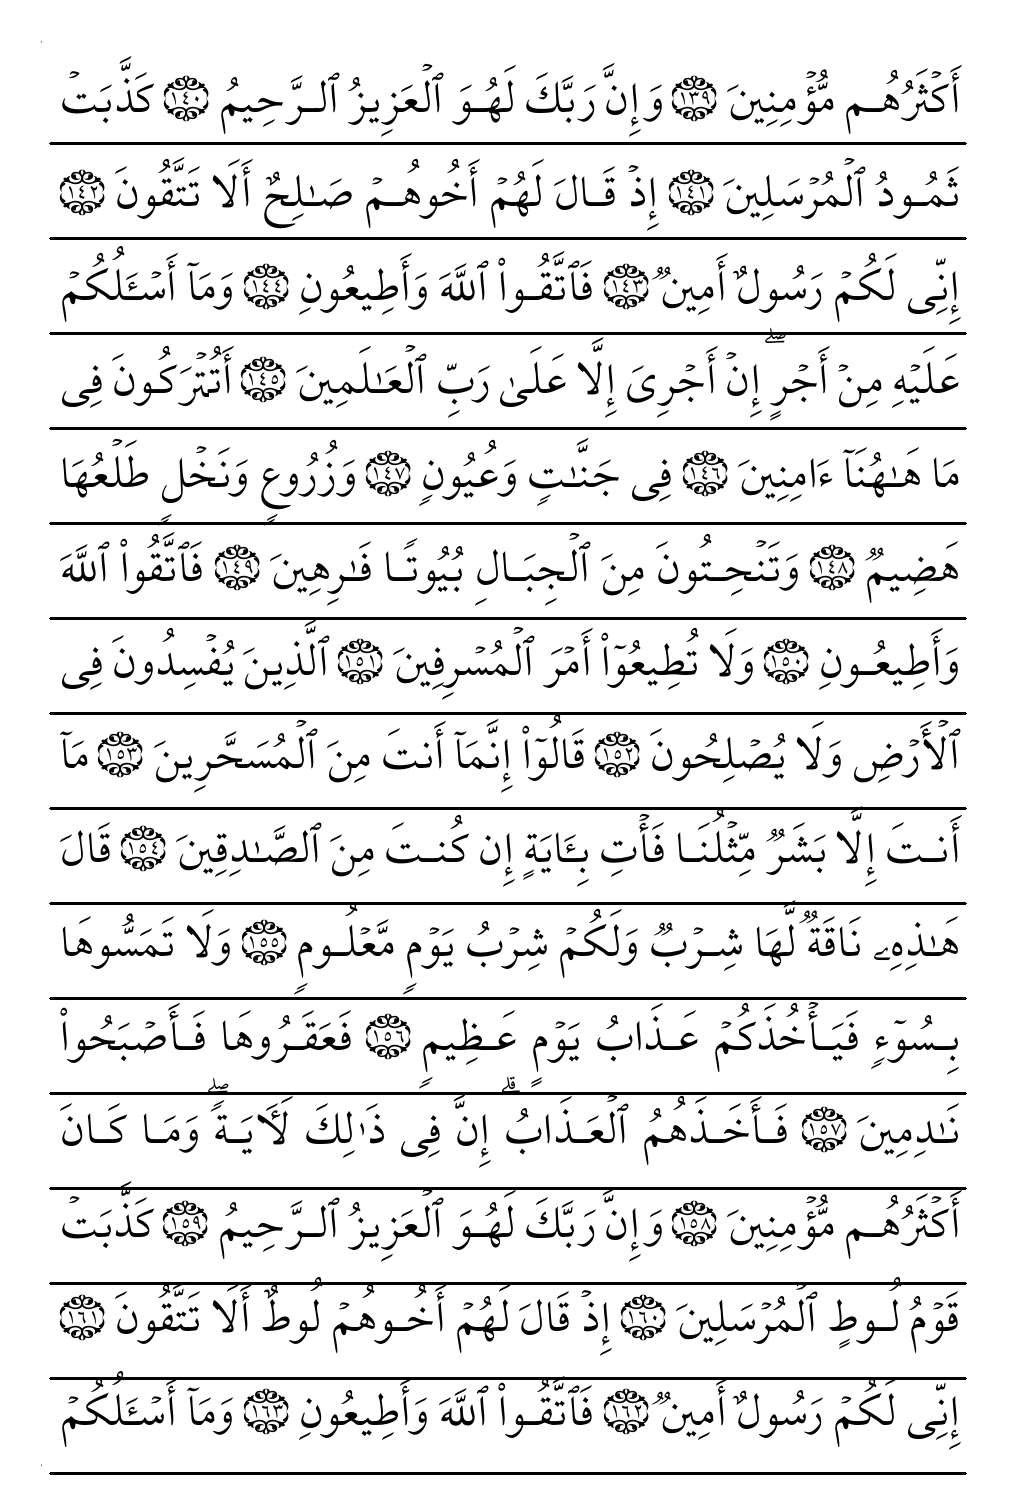 أَكۡثَرُهُم مُّؤۡمِنِينَ ١٣٩ وَإِنَّ رَبَّكَ لَهُوَ ٱلۡعَزِيزُ ٱلرَّحِيمُ ١٤٠ كَذَّبَتۡ
ثَمُودُ ٱلۡمُرۡسَلِينَ ١٤١ إِذۡ قَالَ لَهُمۡ أَخُوهُمۡ صَٰلِحٌ أَلَا تَتَّقُونَ ١٤٢
إِنِّي لَكُمۡ رَسُولٌ أَمِينٞ ١٤٣ فَٱتَّقُواْ ٱللَّهَ وَأَطِيعُونِ ١٤٤ وَمَآ أَسۡـَٔلُكُمۡ
عَلَيۡهِ مِنۡ أَجۡرٍۖ إِنۡ أَجۡرِيَ إِلَّا عَلَىٰ رَبِّ ٱلۡعَٰلَمِينَ ١٤٥ أَتُتۡرَكُونَ فِي
مَا هَٰهُنَآ ءَامِنِينَ ١٤٦ فِي جَنَّٰتٖ وَعُيُونٖ ١٤٧ وَزُرُوعٖ وَنَخۡلٖ طَلۡعُهَا
هَضِيمٞ ١٤٨ وَتَنۡحِتُونَ مِنَ ٱلۡجِبَالِ بُيُوتٗا فَٰرِهِينَ ١٤٩ فَٱتَّقُواْ ٱللَّهَ
وَأَطِيعُونِ ١٥٠ وَلَا تُطِيعُوٓاْ أَمۡرَ ٱلۡمُسۡرِفِينَ ١٥١ ٱلَّذِينَ يُفۡسِدُونَ فِي
ٱلۡأَرۡضِ وَلَا يُصۡلِحُونَ ١٥٢ قَالُوٓاْ إِنَّمَآ أَنتَ مِنَ ٱلۡمُسَحَّرِينَ ١٥٣ مَآ
أَنتَ إِلَّا بَشَرٞ مِّثۡلُنَا فَأۡتِ بِـَٔايَةٍ إِن كُنتَ مِنَ ٱلصَّٰدِقِينَ ١٥٤ قَالَ
هَٰذِهِۦ نَاقَةٞ لَّهَا شِرۡبٞ وَلَكُمۡ شِرۡبُ يَوۡمٖ مَّعۡلُومٖ ١٥٥ وَلَا تَمَسُّوهَا
بِسُوٓءٖ فَيَأۡخُذَكُمۡ عَذَابُ يَوۡمٍ عَظِيمٖ ١٥٦ فَعَقَرُوهَا فَأَصۡبَحُواْ
نَٰدِمِينَ ١٥٧ فَأَخَذَهُمُ ٱلۡعَذَابُۚ إِنَّ فِي ذَٰلِكَ لَأٓيَةٗۖ وَمَا كَانَ
أَكۡثَرُهُم مُّؤۡمِنِينَ ١٥٨ وَإِنَّ رَبَّكَ لَهُوَ ٱلۡعَزِيزُ ٱلرَّحِيمُ ١٥٩ كَذَّبَتۡ
قَوۡمُ لُوطٍ ٱلۡمُرۡسَلِينَ ١٦٠ إِذۡ قَالَ لَهُمۡ أَخُوهُمۡ لُوطٌ أَلَا تَتَّقُونَ ١٦١
إِنِّي لَكُمۡ رَسُولٌ أَمِينٞ ١٦٢ فَٱتَّقُواْ ٱللَّهَ وَأَطِيعُونِ ١٦٣ وَمَآ أَسۡـَٔلُكُمۡ